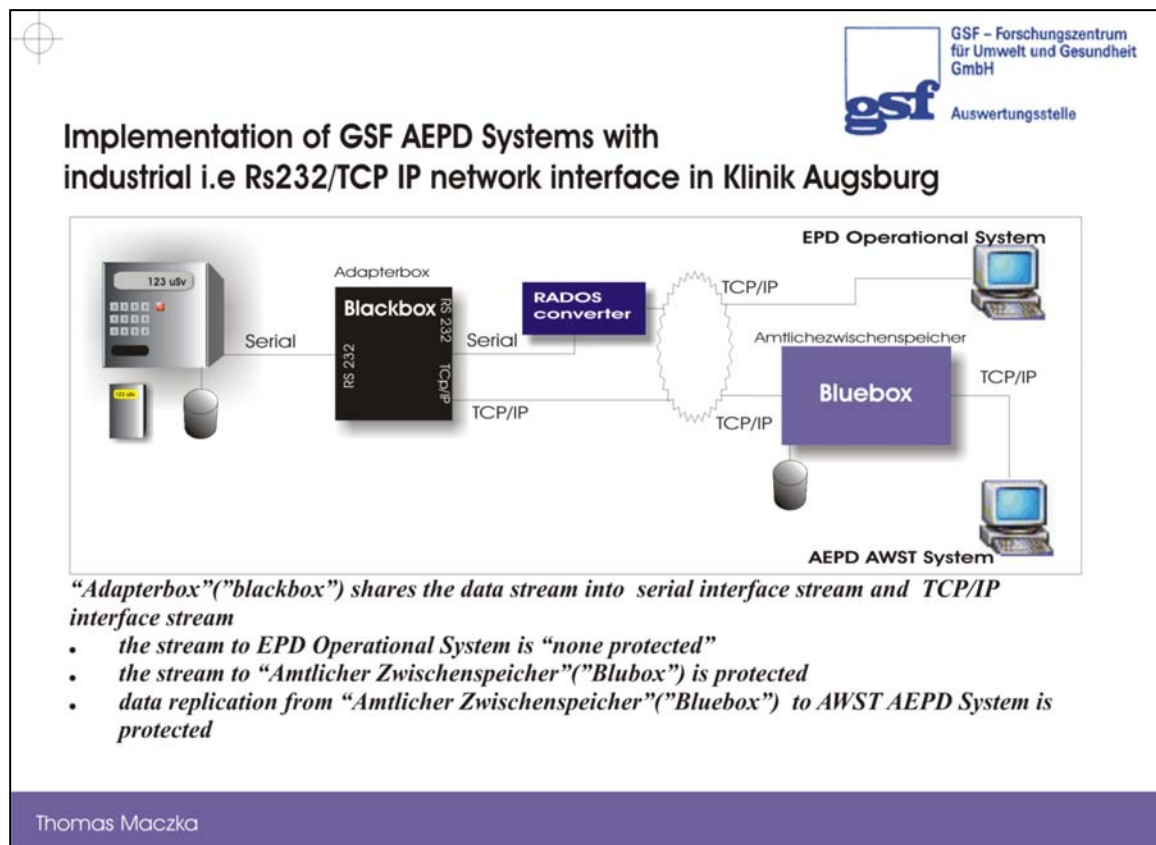 GSF – Forschungszentrum
für Umwelt und Gesundheit
GmbH
gsf
Auswertungsstelle
Implementation of GSF AEPD Systems with
industrial i.e Rs232/TCP IP network interface in Klinik Augsburg
EPD Operational System
123 uSv
Adapterbox
Blackbox
RS 232
RS 232
TCp/IP
Serial
Serial
RADOS
converter
TCP/IP
Amtlichezwischenspeicher
Bluebox
TCP/IP
TCP/IP
TCP/IP
123 uSv
AEPD AWST System
“Adapterbox”(”blackbox”) shares the data stream into serial interface stream and TCP/IP
interface stream
• the stream to EPD Operational System is “none protected”
• the stream to “Amtlicher Zwischenspeicher”(”Blubox”) is protected
• data replication from “Amtlicher Zwischenspeicher”(”Bluebox”) to AWST AEPD System is
protected
Thomas Maczka